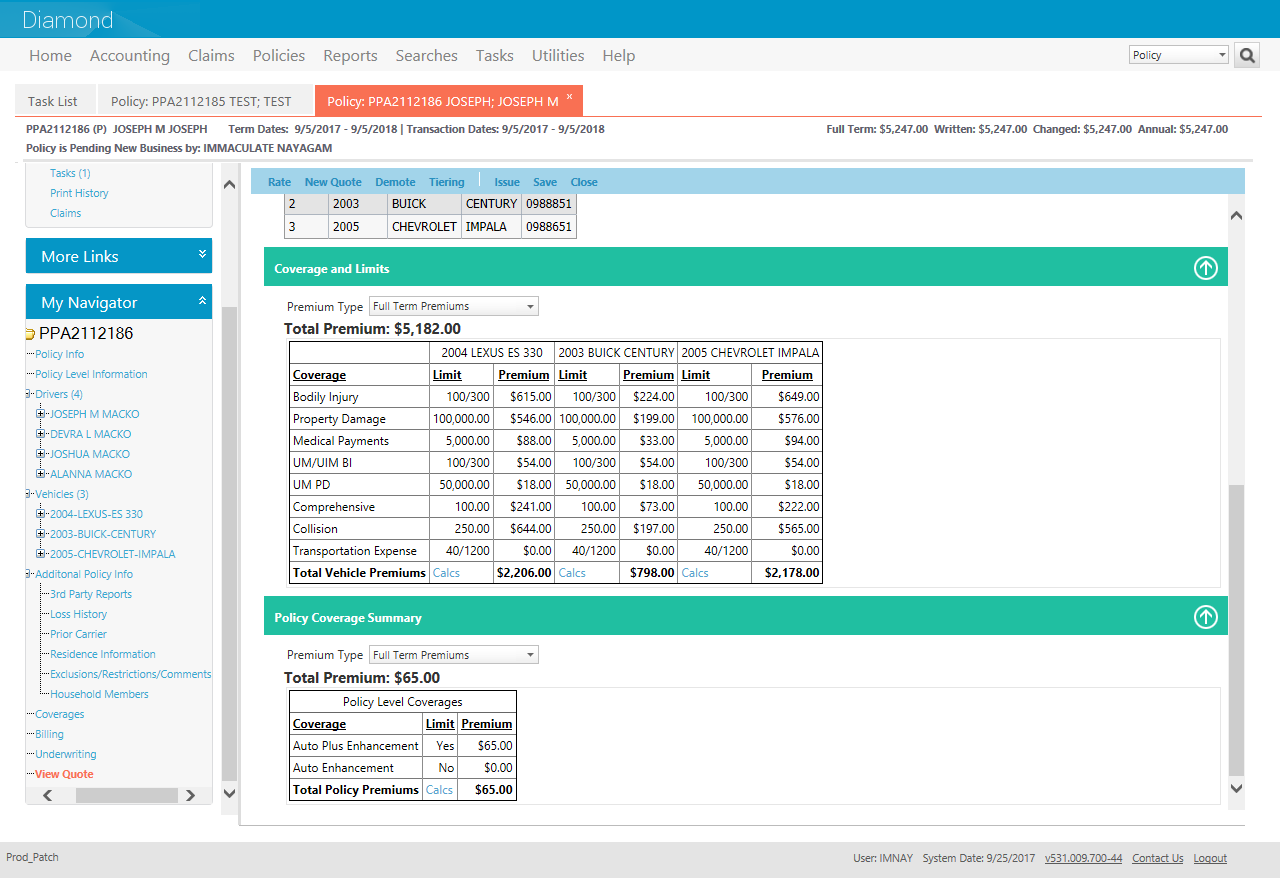 Diamond
Home Accounting Claims Policies Reports Searches Tasks Utilities Help Policy
Task List Policy: PPA2112185 TEST; TEST Policy: PPA2112186 JOSEPH; JOSEPH M ×
PPA2112186 (P) JOSEPH M JOSEPH Term Dates: 9/5/2017 - 9/5/2018 | Transaction Dates: 9/5/2017 - 9/5/2018 Full Term: $5,247.00 Written: $5,247.00 Changed: $5,247.00 Annual: $5,247.00
Policy is Pending New Business by: IMMACULATE NAYAGAM
Tasks (1)
Print History
Claims
More Links
My Navigator
PPA2112186
Policy Info
Policy Level Information
Drivers (4)
JOSEPH M MACKO
DEVRA L MACKO
JOSHUA MACKO
ALANNA MACKO
Vehicles (3)
2004-LEXUS-ES 330
2003-BUICK-CENTURY
2005-CHEVROLET-IMPALA
Additonal Policy Info
3rd Party Reports
Loss History
Prior Carrier
Residence Information
Exclusions/Restrictions/Comments
Household Members
Coverages
Billing
Underwriting
View Quote
Rate New Quote Demote Tiering Issue Save Close
2 2003 BUICK CENTURY 0988851
3 2005 CHEVROLET IMPALA 0988651
Coverage and Limits
Premium Type Full Term Premiums
Total Premium: $5,182.00
2004 LEXUS ES 330 2003 BUICK CENTURY 2005 CHEVROLET IMPALA
Coverage Limit Premium Limit Premium Limit Premium
Bodily Injury 100/300 $615.00 100/300 $224.00 100/300 $649.00
Property Damage 100,000.00 $546.00 100,000.00 $199.00 100,000.00 $576.00
Medical Payments 5,000.00 $88.00 5,000.00 $33.00 5,000.00 $94.00
UM/UIM BI 100/300 $54.00 100/300 $54.00 100/300 $54.00
UM PD 50,000.00 $18.00 50,000.00 $18.00 50,000.00 $18.00
Comprehensive 100.00 $241.00 100.00 $73.00 100.00 $222.00
Collision 250.00 $644.00 250.00 $197.00 250.00 $565.00
Transportation Expense 40/1200 $0.00 40/1200 $0.00 40/1200 $0.00
Total Vehicle Premiums Calcs $2,206.00 Calcs $798.00 Calcs $2,178.00
Policy Coverage Summary
Premium Type Full Term Premiums
Total Premium: $65.00
Policy Level Coverages
Coverage Limit Premium
Auto Plus Enhancement Yes $65.00
Auto Enhancement No $0.00
Total Policy Premiums Calcs $65.00
Prod_Patch User: IMNAY System Date: 9/25/2017 v531.009.700-44 Contact Us Logout